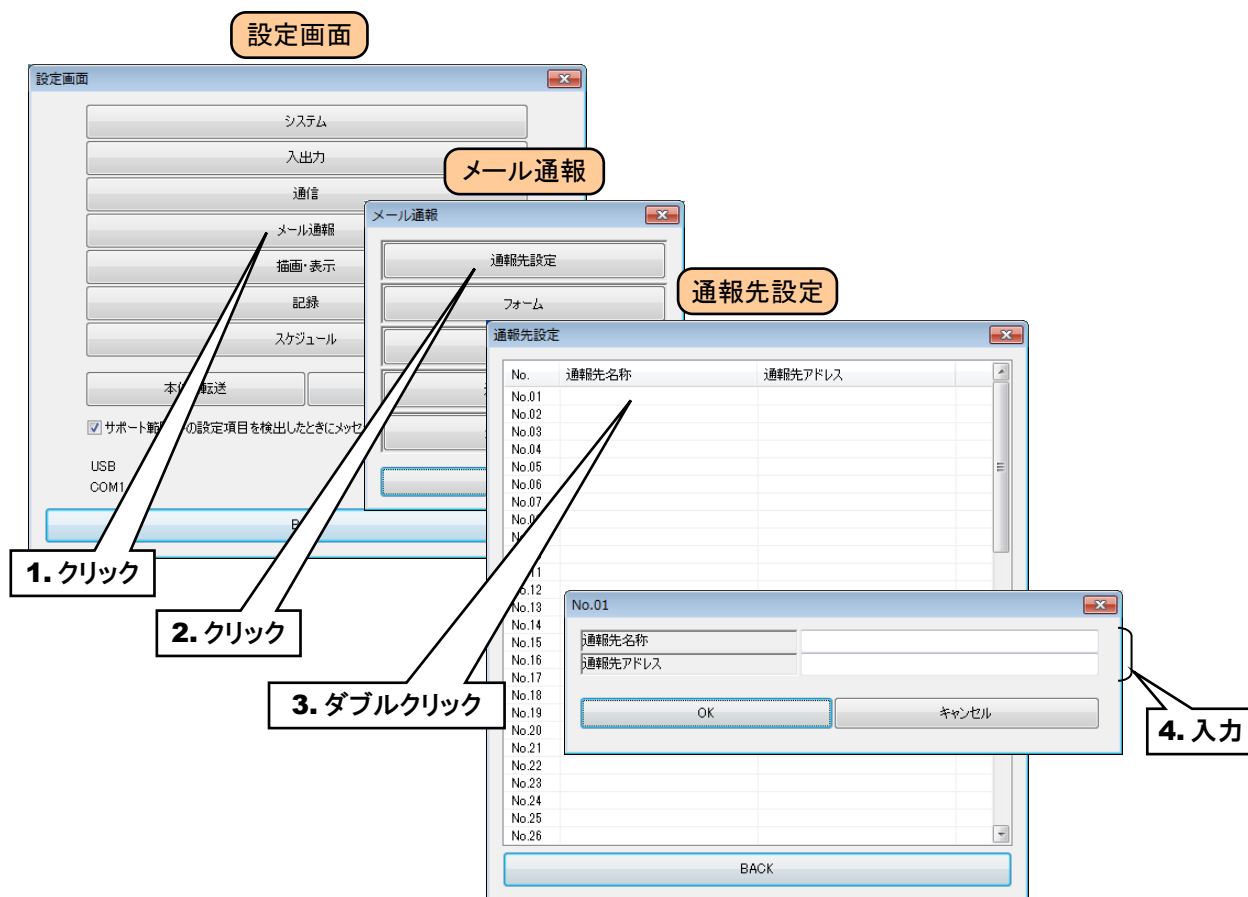 設定画面
設定画面
システム
入出力
通信
メール通報
描画・表示
記録
スケジュール
サポート範
の設定項目を検出したときにメッセ
USB
COM1
1. クリック
メール通報
メール通報
通報先設定
フォーム
2. クリック
通報先設定
通報先設定
No. 通報先名称 通報先アドレス
No.01
No.02
No.03
No.04
No.05
No.06
No.07
No.12
No.13
No.14
No.15
No.16
No.17
No.18
No.19
No.20
No.21
No.22
No.23
No.24
No.25
No.26
BACK
3. ダブルクリック
No.01
通報先名称
通報先アドレス
OK キャンセル
4. 入力